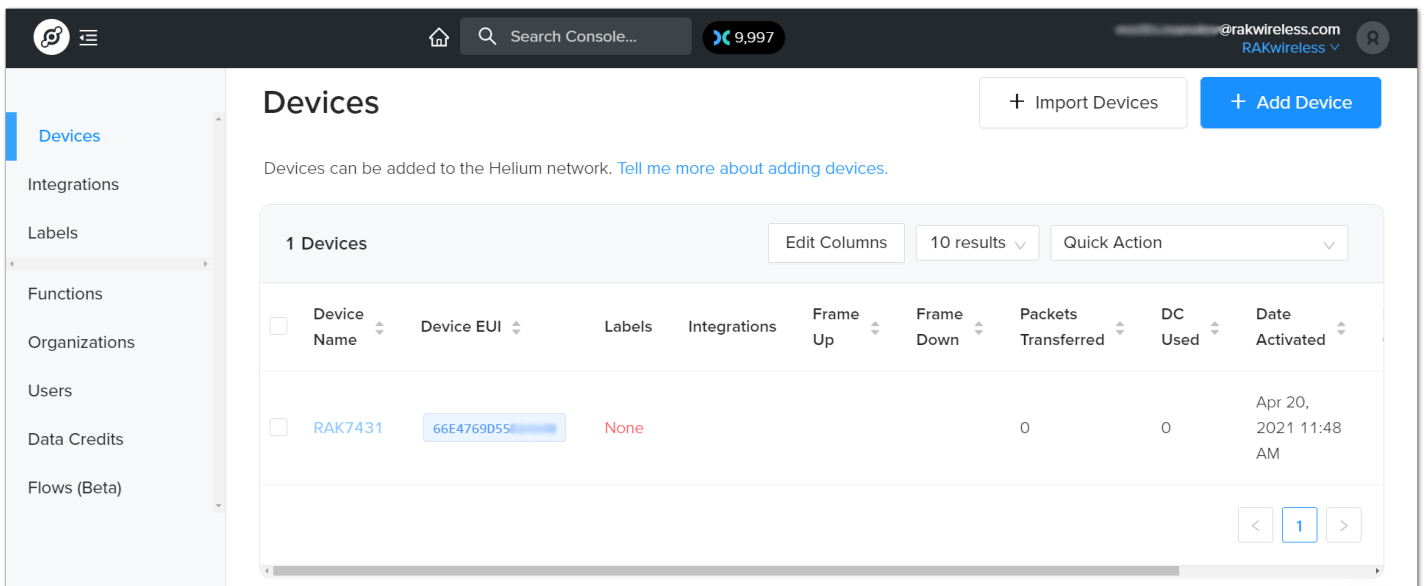 Search Console...
9,997
@rakwireless.com
RAKwireless
Devices
Integrations
Labels
Functions
Organizations
Users
Data Credits
Flows (Beta)
Devices
+ Import Devices
+ Add Device
Devices can be added to the Helium network. Tell me more about adding devices.
1 Devices
Edit Columns
10 results
Quick Action
Device Name
Device EUI
Labels
Integrations
Frame Up
Frame Down
Packets Transferred
DC Used
Date Activated
RAK7431
66E4769D55
None
0
0
Apr 20,
2021 11:48
AM
< 1 >